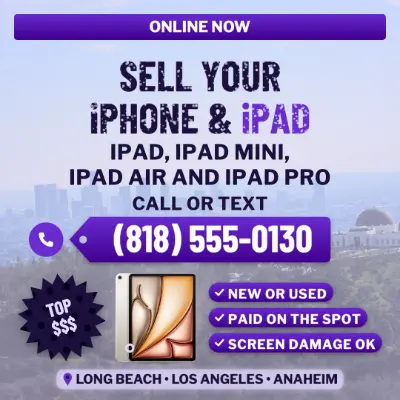 ONLINE NOW
SELL YOUR
iPHONE & iPAD
IPAD, IPAD MINI,
IPAD AIR AND IPAD PRO
CALL OR TEXT
(818) 555-0130
TOP
$$$
NEW OR USED
PAID ON THE SPOT
SCREEN DAMAGE OK
LONG BEACH • LOS ANGELES • ANAHEIM